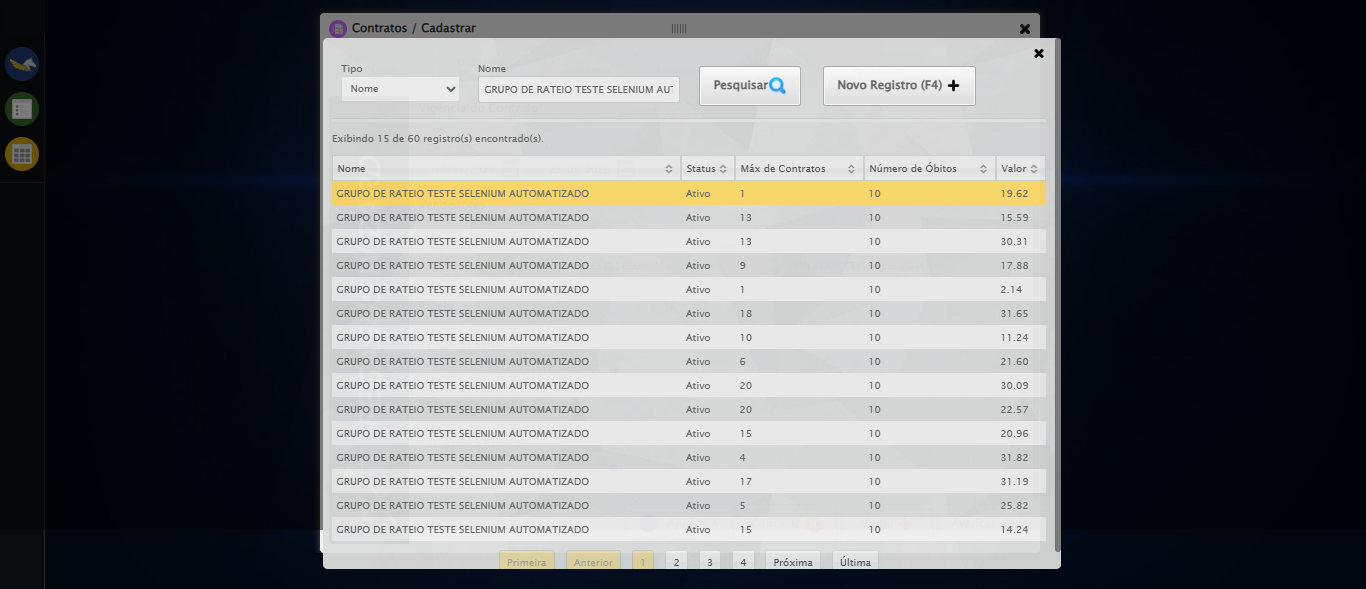 Contratos / Cadastrar
Tipo Nome
Nome GRUPO DE RATEIO TESTE SELENIUM AUT Pesquisar Novo Registro (F4)
Exibindo 15 de 60 registro(s) encontrado(s).
Nome Status Máx de Contratos Número de Óbitos Valor
GRUPO DE RATEIO TESTE SELENIUM AUTOMATIZADO Ativo 1 10 19.62
GRUPO DE RATEIO TESTE SELENIUM AUTOMATIZADO Ativo 13 10 15.59
GRUPO DE RATEIO TESTE SELENIUM AUTOMATIZADO Ativo 13 10 30.31
GRUPO DE RATEIO TESTE SELENIUM AUTOMATIZADO Ativo 9 10 17.88
GRUPO DE RATEIO TESTE SELENIUM AUTOMATIZADO Ativo 1 10 2.14
GRUPO DE RATEIO TESTE SELENIUM AUTOMATIZADO Ativo 18 10 31.65
GRUPO DE RATEIO TESTE SELENIUM AUTOMATIZADO Ativo 10 10 11.24
GRUPO DE RATEIO TESTE SELENIUM AUTOMATIZADO Ativo 6 10 21.60
GRUPO DE RATEIO TESTE SELENIUM AUTOMATIZADO Ativo 20 10 30.09
GRUPO DE RATEIO TESTE SELENIUM AUTOMATIZADO Ativo 20 10 22.57
GRUPO DE RATEIO TESTE SELENIUM AUTOMATIZADO Ativo 15 10 20.96
GRUPO DE RATEIO TESTE SELENIUM AUTOMATIZADO Ativo 4 10 31.82
GRUPO DE RATEIO TESTE SELENIUM AUTOMATIZADO Ativo 17 10 31.19
GRUPO DE RATEIO TESTE SELENIUM AUTOMATIZADO Ativo 5 10 25.82
GRUPO DE RATEIO TESTE SELENIUM AUTOMATIZADO Ativo 15 10 14.24
Primeira Anterior 1 2 3 4 Próxima Última